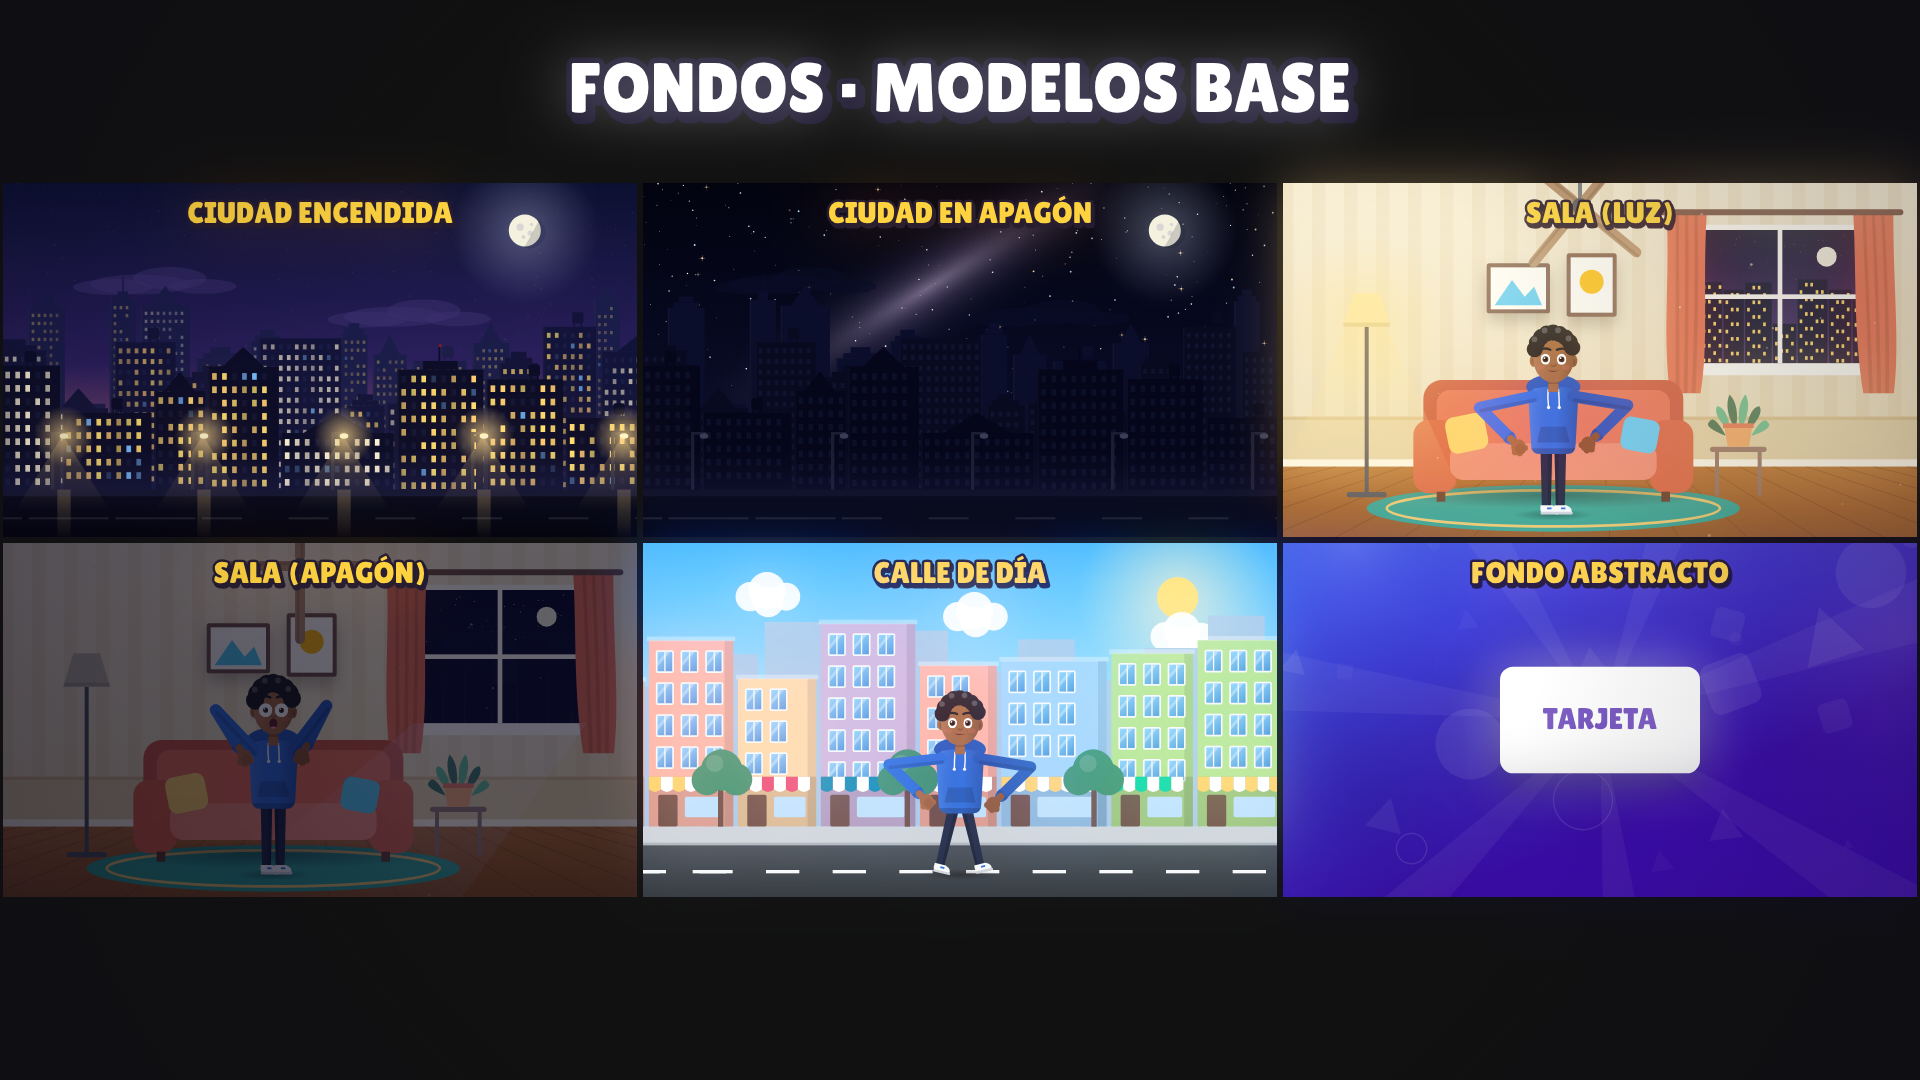 FONDOS · MODELOS BASE
CIUDAD ENCENDIDA
CIUDAD EN APAGÓN
SALA (LUZ)
SALA (APAGÓN)
CALLE DE DÍA
FONDO ABSTRACTO
TARJETA